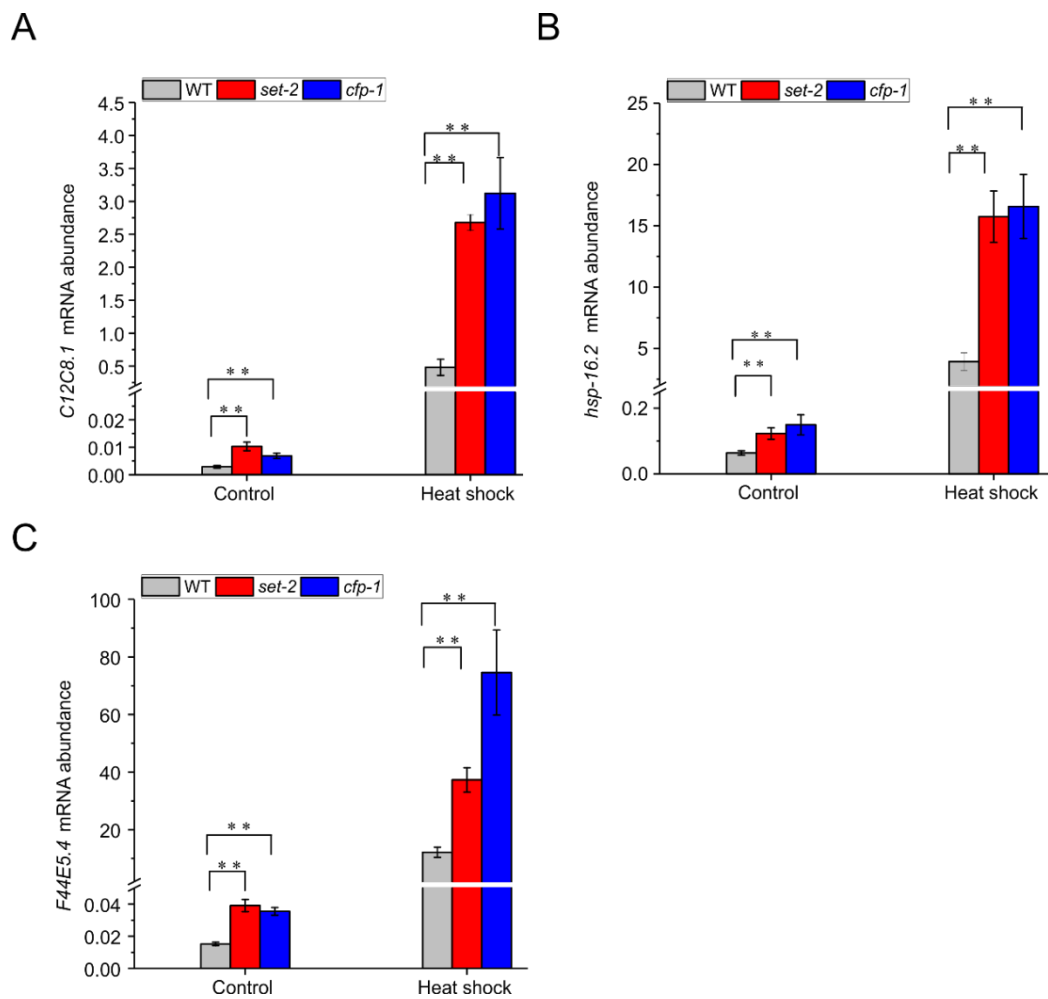 A
WT set-2 cfp-1
4.5
4.0
3.5
3.0
2.5
2.0
1.5
1.0
0.5
0.02
0.01
0.00
C12C8.1 mRNA abundance
** ** ** **
Control Heat shock
B
WT set-2 cfp-1
25
20
15
10
5
0.2
0.0
hsp-16.2 mRNA abundance
** ** ** **
Control Heat shock
C
WT set-2 cfp-1
100
80
60
40
20
0.04
0.02
0.00
F44E5.4 mRNA abundance
** ** ** **
Control Heat shock